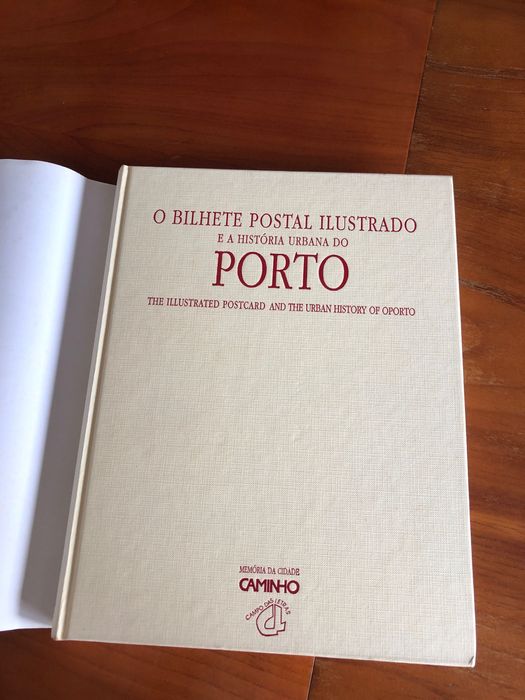 O BILHETE POSTAL ILUSTRADO
E A HISTÓRIA URBANA DO
PORTO
THE ILLUSTRATED POSTCARD AND THE URBAN HISTORY OF OPORTO
MEMÓRIA DA CIDADE
CAMINHO
CAMPO DAS LETRAS